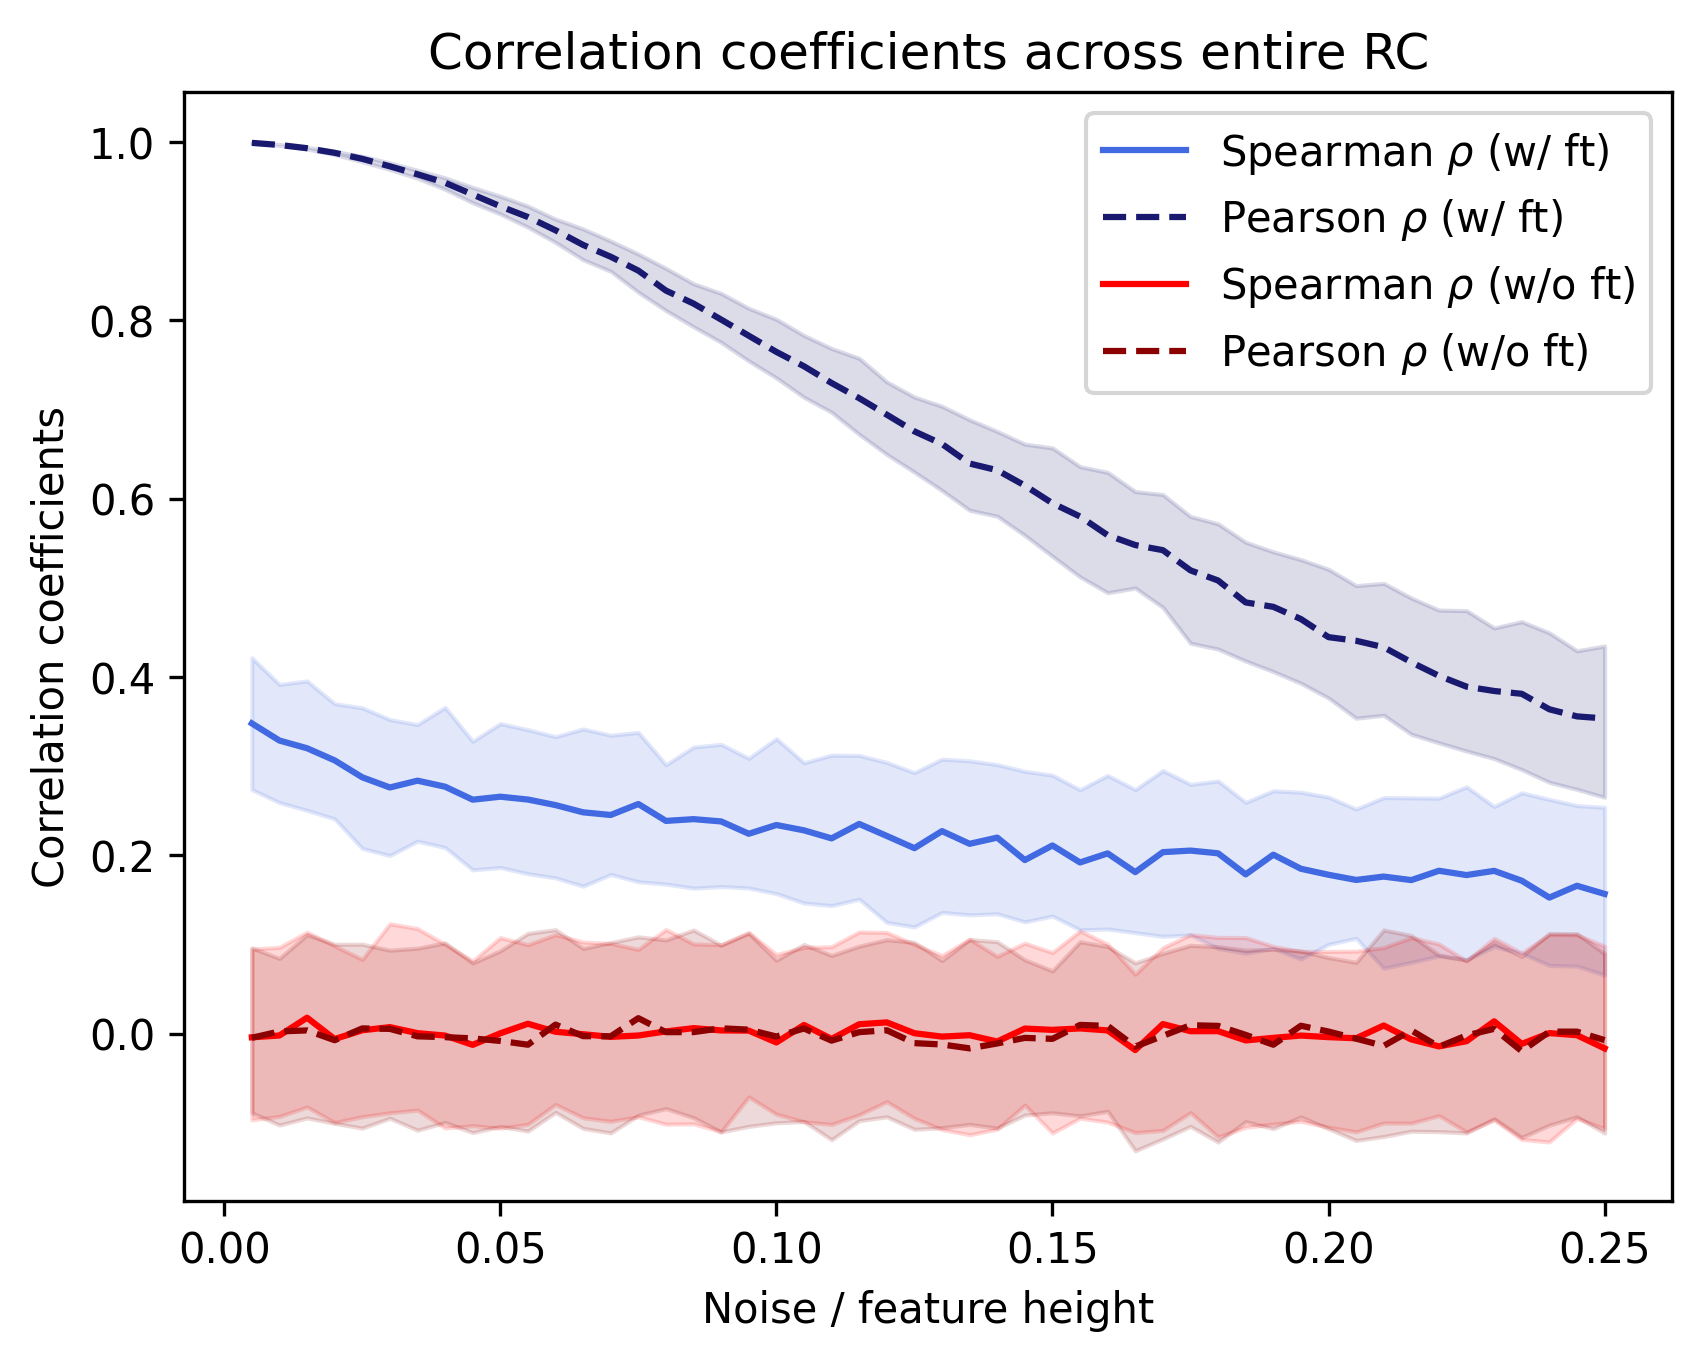 Correlation coefficients across entire RC
Spearman ρ (w/ ft)
Pearson ρ (w/ ft)
Spearman ρ (w/o ft)
Pearson ρ (w/o ft)
Correlation coefficients
1.0
0.8
0.6
0.4
0.2
0.0
0.00 0.05 0.10 0.15 0.20 0.25
Noise / feature height